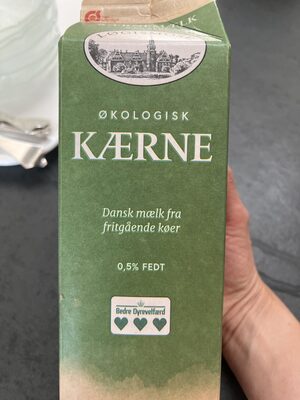 ØKOLOGISK
KÆRNE
Dansk mælk fra
fritgående køer
0,5% FEDT
Bedre Dyrevelfærd